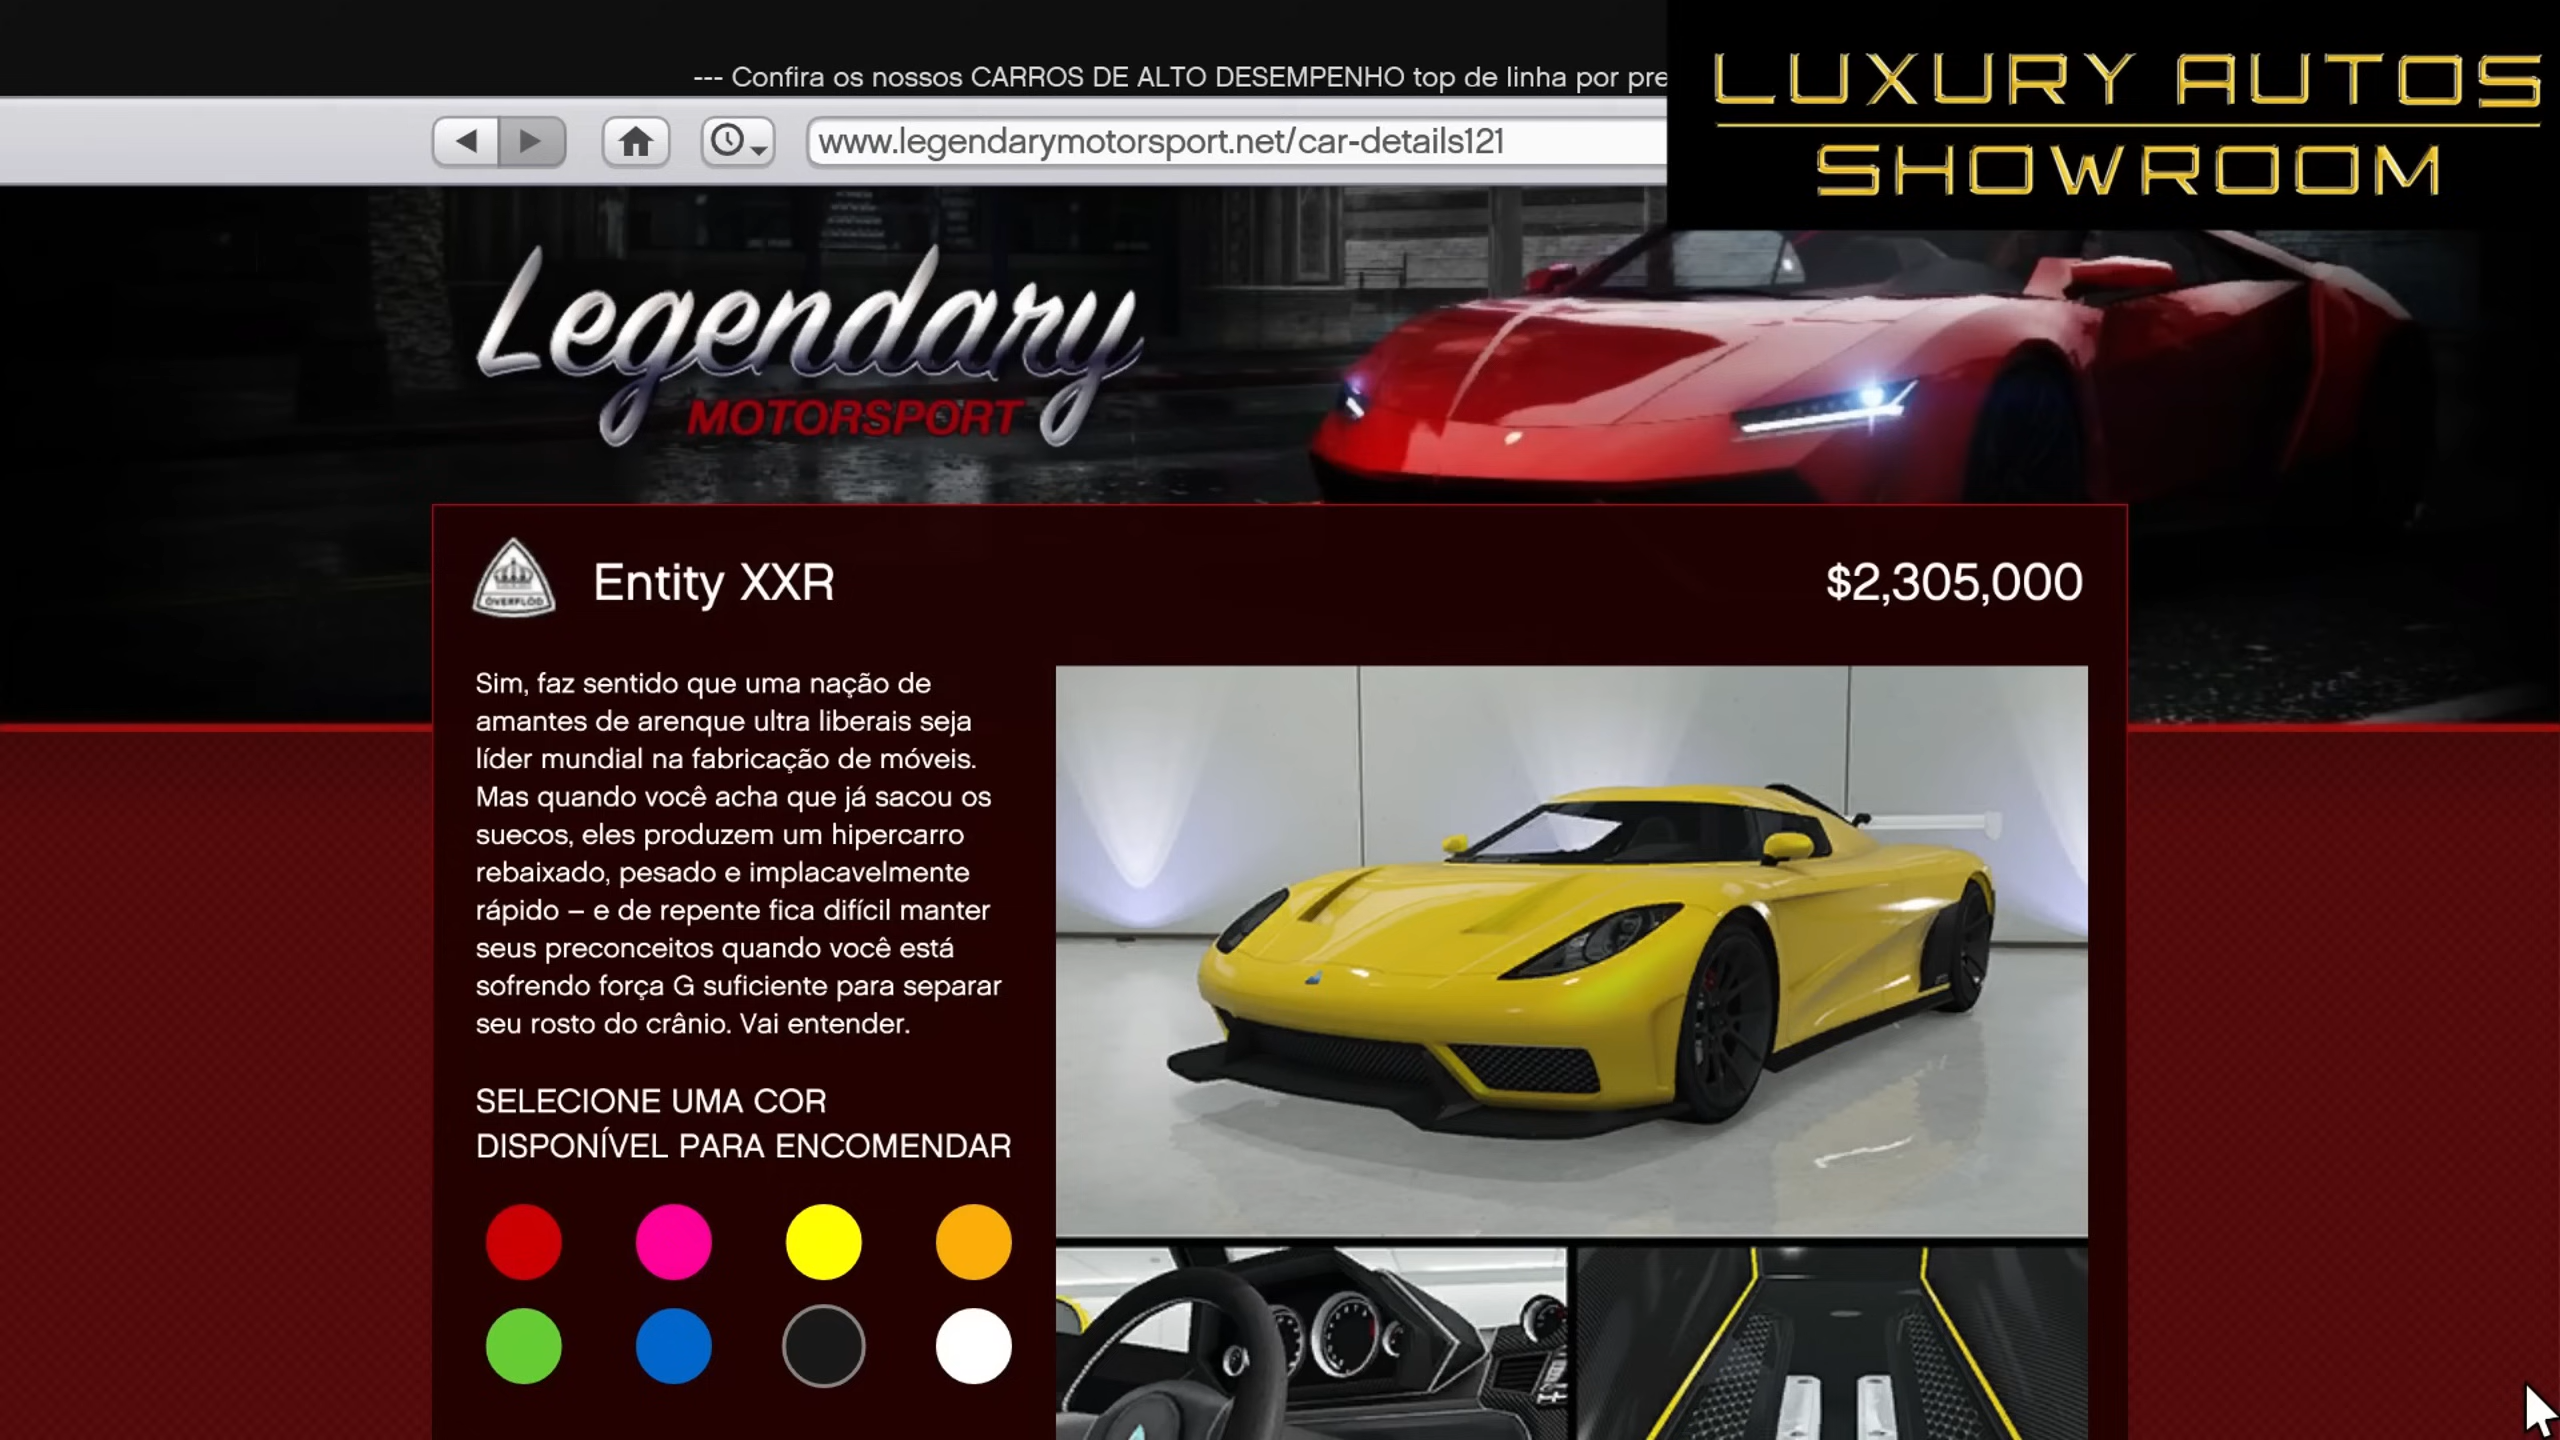 --- Confira os nossos CARROS DE ALTO DESEMPENHO top de linha por pre
LUXURY AUTOS
SHOWROOM
www.legendarymotorsport.net/car-details121
Legendary
MOTORSPORT
ÖVERFLÖD
Entity XXR
$2,305,000
Sim, faz sentido que uma nação de
amantes de arenque ultra liberais seja
líder mundial na fabricação de móveis.
Mas quando você acha que já sacou os
suecos, eles produzem um hipercarro
rebaixado, pesado e implacavelmente
rápido – e de repente fica difícil manter
seus preconceitos quando você está
sofrendo força G suficiente para separar
seu rosto do crânio. Vai entender.
SELECIONE UMA COR
DISPONÍVEL PARA ENCOMENDAR